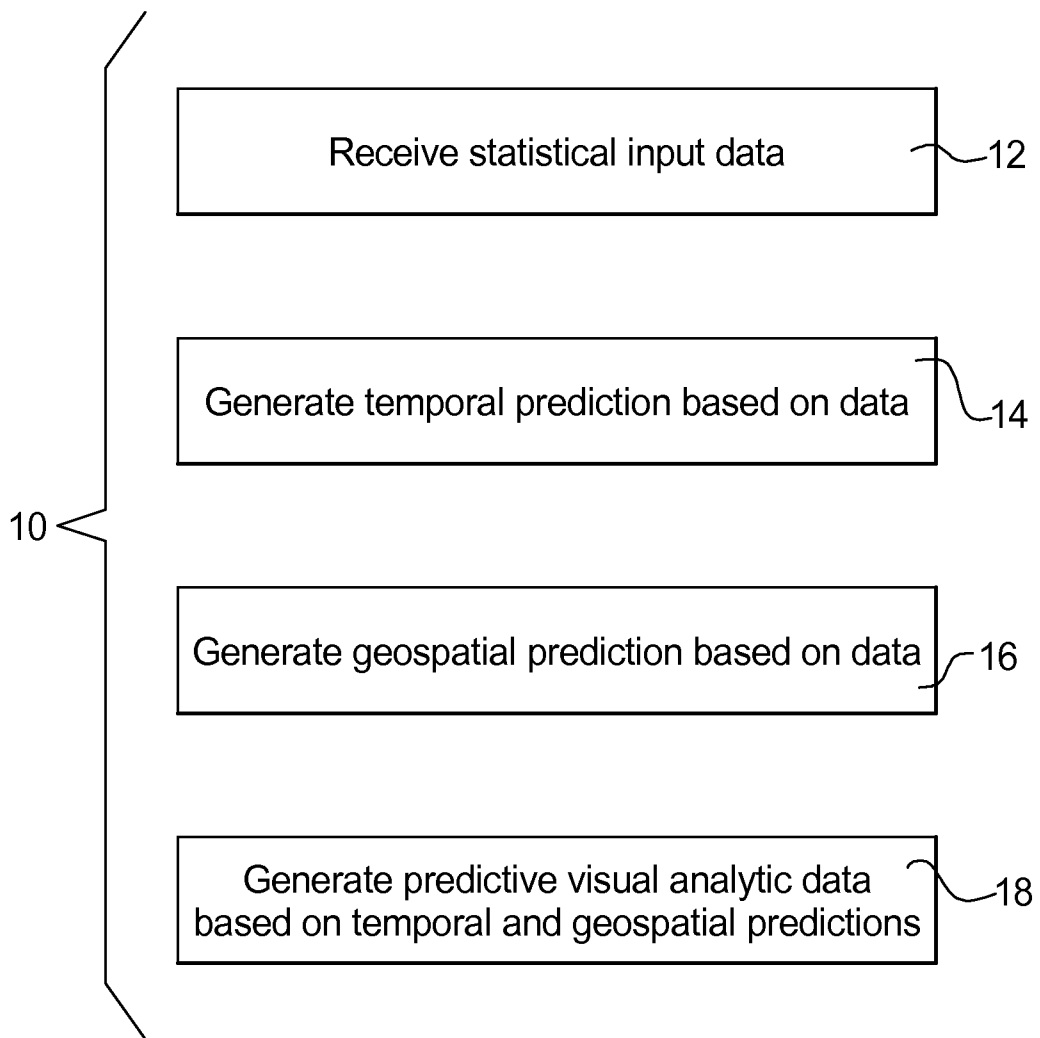 Receive statistical input data
12
Generate temporal prediction based on data
14
10
Generate geospatial prediction based on data
16
Generate predictive visual analytic data
based on temporal and geospatial predictions
18